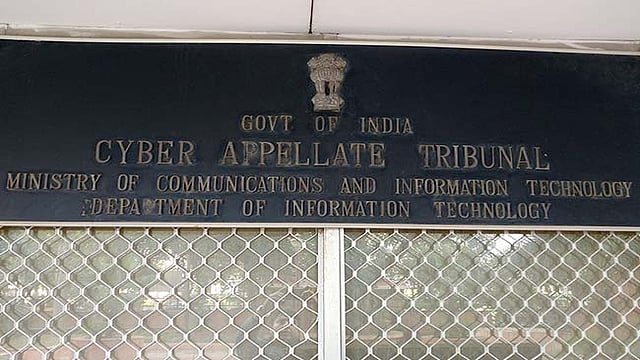 GOVT OF INDIA
CYBER APPELLATE TRIBUNAL
MINISTRY OF COMMUNICATIONS AND INFORMATION TECHNOLOGY
DEPARTMENT OF INFORMATION TECHNOLOGY